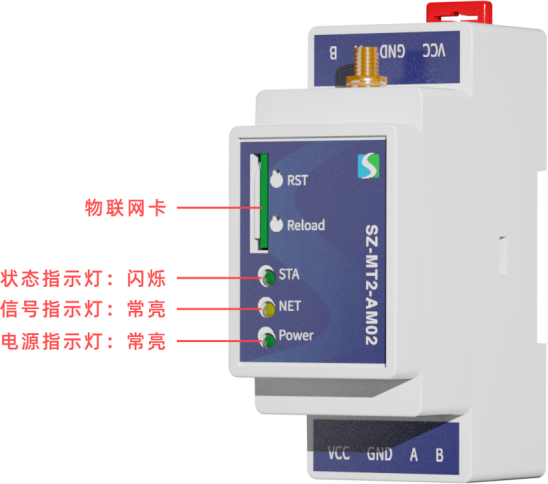 B A GND VCC
物联网卡
RST
Reload
SZ-MT2-AM02
状态指示灯：闪烁
STA
信号指示灯：常亮
NET
电源指示灯：常亮
Power
VCC GND A B